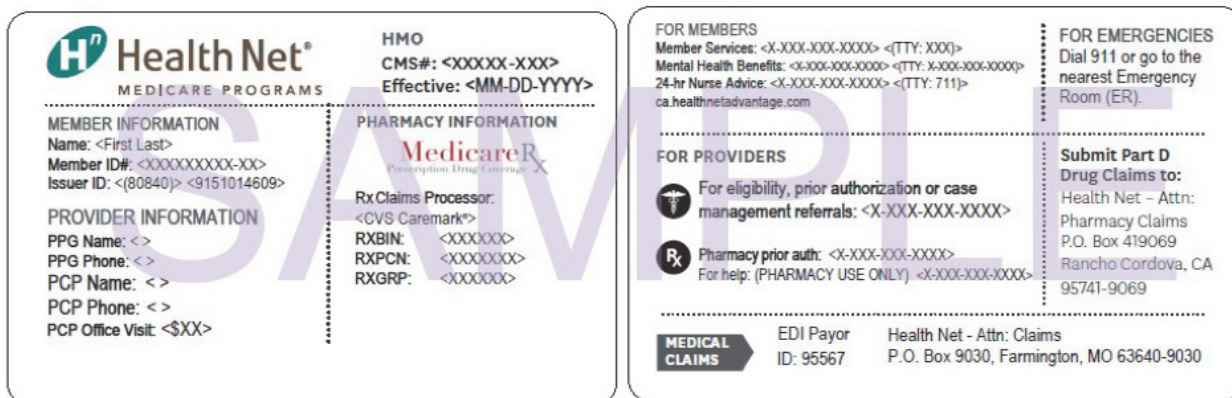 Hn Health Net®
MEDICARE PROGRAMS
HMO
CMS#: <XXXXX-XXX>
Effective: <MM-DD-YYYY>
MEMBER INFORMATION
Name: <First Last>
Member ID#: <XXXXXXXXX-XX>
Issuer ID: <(80840)> <9151014609>
PROVIDER INFORMATION
PPG Name: < >
PPG Phone: < >
PCP Name: < >
PCP Phone: < >
PCP Office Visit: <$XX>
PHARMACY INFORMATION
MedicareRx
Prescription Drug Coverage
Rx Claims Processor:
<CVS Caremark®>
RXBIN: <XXXXXX>
RXPCN: <XXXXXXX>
RXGRP: <XXXXXX>
FOR MEMBERS
Member Services: <X-XXX-XXX-XXXX> <(TTY: XXX)>
Mental Health Benefits: <X-XXX-XXX-XXXX> <(TTY: X-XXX-XXX-XXXX)>
24-hr Nurse Advice: <X-XXX-XXX-XXXX> <(TTY: 711)>
ca.healthnetadvantage.com
FOR EMERGENCIES
Dial 911 or go to the
nearest Emergency
Room (ER).
FOR PROVIDERS
For eligibility, prior authorization or case
management referrals: <X-XXX-XXX-XXXX>
Rx
Pharmacy prior auth: <X-XXX-XXX-XXXX>
For help: (PHARMACY USE ONLY) <X-XXX-XXX-XXXX>
Submit Part D
Drug Claims to:
Health Net – Attn:
Pharmacy Claims
P.O. Box 419069
Rancho Cordova, CA
95741-9069
MEDICAL
CLAIMS
EDI Payor
ID: 95567
Health Net - Attn: Claims
P.O. Box 9030, Farmington, MO 63640-9030
SAMPLE